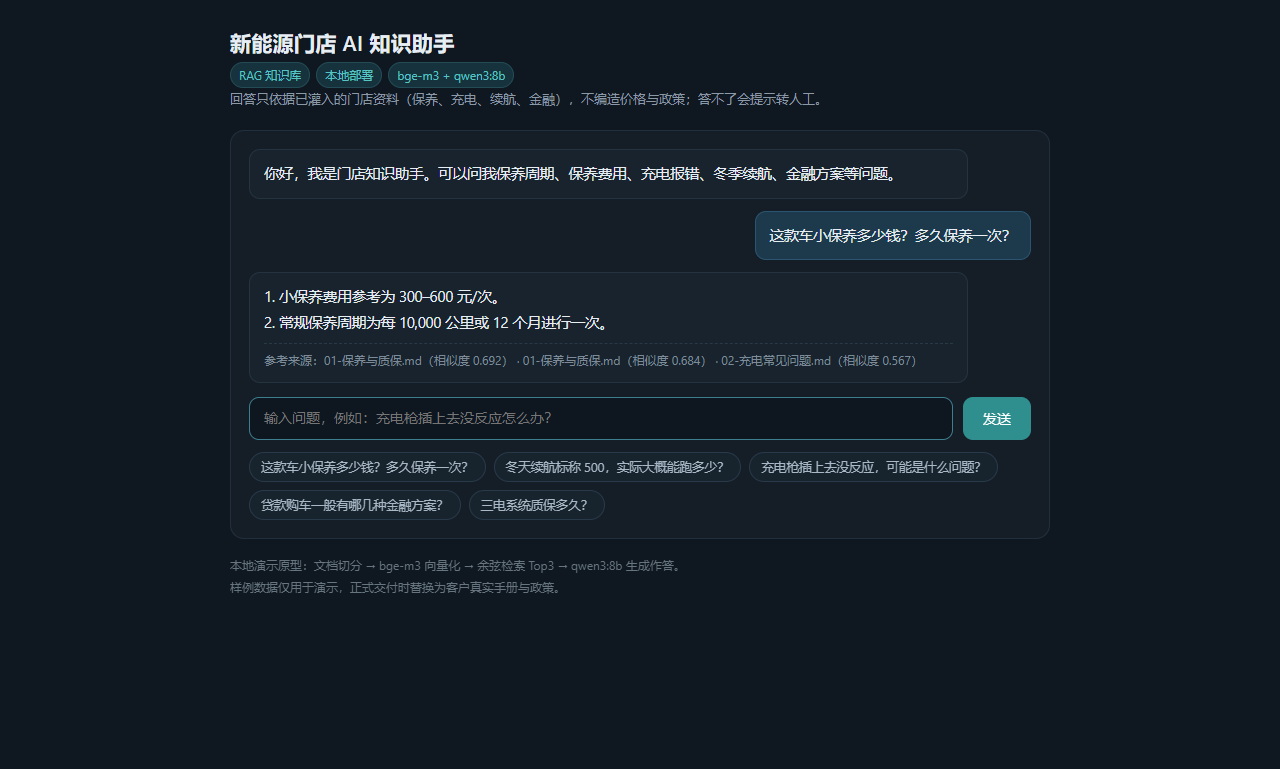 新能源门店 AI 知识助手
RAG 知识库 本地部署 bge-m3 + qwen3:8b
回答只依据已灌入的门店资料（保养、充电、续航、金融），不编造价格与政策；答不了会提示转人工。
你好，我是门店知识助手。可以问我保养周期、保养费用、充电报错、冬季续航、金融方案等问题。
这款车小保养多少钱？多久保养一次？
1. 小保养费用参考为 300–600 元/次。
2. 常规保养周期为每 10,000 公里或 12 个月进行一次。
参考来源：01-保养与质保.md（相似度 0.692） · 01-保养与质保.md（相似度 0.684） · 02-充电常见问题.md（相似度 0.567）
输入问题，例如：充电枪插上去没反应怎么办？ 发送
这款车小保养多少钱？多久保养一次？ 冬天续航标称 500，实际大概能跑多少？ 充电枪插上去没反应，可能是什么问题？
贷款购车一般有哪几种金融方案？ 三电系统质保多久？
本地演示原型：文档切分 → bge-m3 向量化 → 余弦检索 Top3 → qwen3:8b 生成作答。
样例数据仅用于演示，正式交付时替换为客户真实手册与政策。